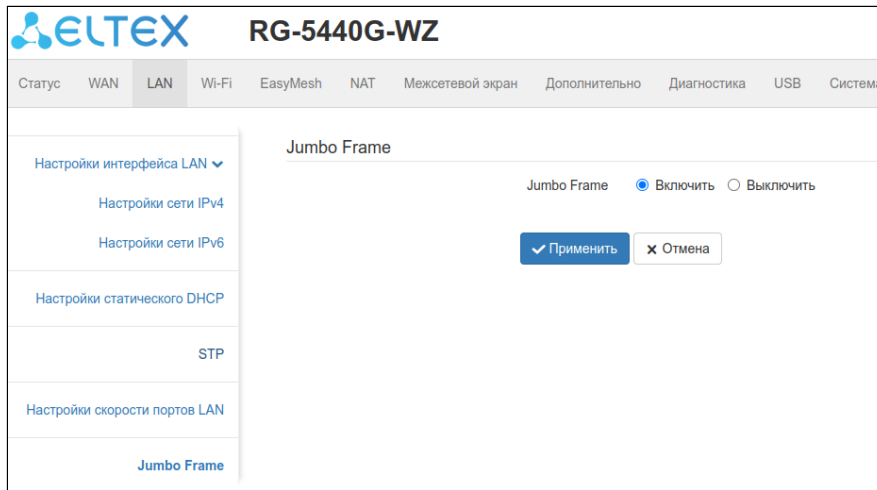 ELTEX RG-5440G-WZ
Статус WAN LAN Wi-Fi EasyMesh NAT Межсетевой экран Дополнительно Диагностика USB Система
Настройки интерфейса LAN
Настройки сети IPv4
Настройки сети IPv6
Настройки статического DHCP
STP
Настройки скорости портов LAN
Jumbo Frame
Jumbo Frame
Jumbo Frame Включить Выключить
Применить Отмена